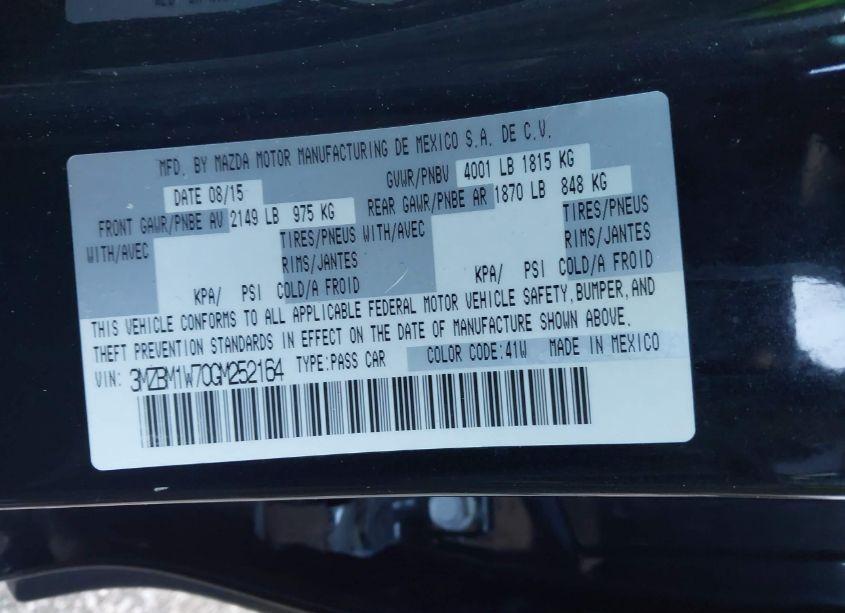 MFD. BY MAZDA MOTOR MANUFACTURING DE MEXICO S.A. DE C.V.
DATE 08/15 GVWR/PNBV 4001 LB 1815 KG
FRONT GAWR/PNBE AV 2149 LB 975 KG REAR GAWR/PNBE AR 1870 LB 848 KG
WITH/AVEC TIRES/PNEUS WITH/AVEC TIRES/PNEUS
RIMS/JANTES RIMS/JANTES
KPA/ PSI COLD/A FROID KPA/ PSI COLD/A FROID
THIS VEHICLE CONFORMS TO ALL APPLICABLE FEDERAL MOTOR VEHICLE SAFETY, BUMPER, AND
THEFT PREVENTION STANDARDS IN EFFECT ON THE DATE OF MANUFACTURE SHOWN ABOVE.
VIN: 3MZBM1W70GM252164 TYPE:PASS CAR COLOR CODE:41W MADE IN MEXICO